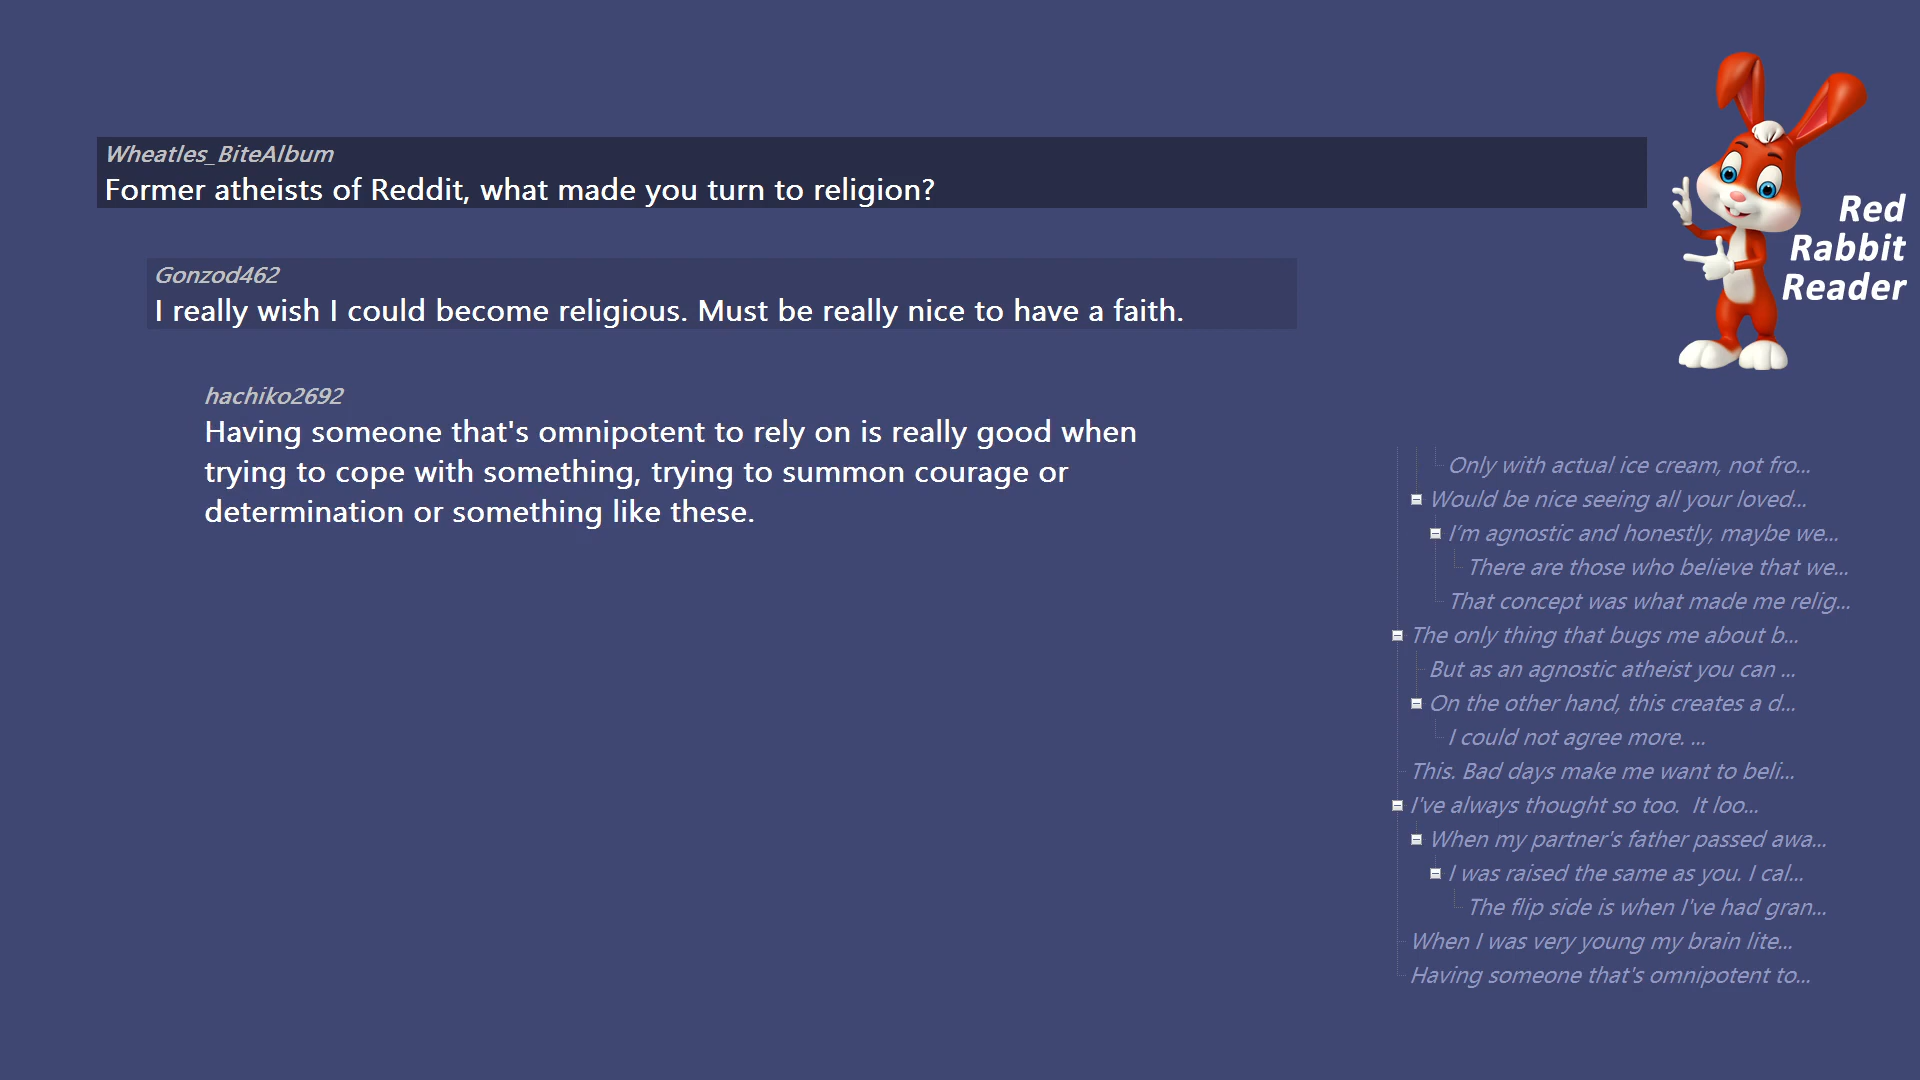 Wheatles_BiteAlbum
Former atheists of Reddit, what made you turn to religion?
Gonzod462
I really wish I could become religious. Must be really nice to have a faith.
hachiko2692
Having someone that's omnipotent to rely on is really good when
trying to cope with something, trying to summon courage or
determination or something like these.
Red
Rabbit
Reader
Only with actual ice cream, not fro...
Would be nice seeing all your loved...
I’m agnostic and honestly, maybe we...
There are those who believe that we...
That concept was what made me relig...
The only thing that bugs me about b...
But as an agnostic atheist you can ...
On the other hand, this creates a d...
I could not agree more. ...
This. Bad days make me want to beli...
I've always thought so too.  It loo...
When my partner's father passed awa...
I was raised the same as you. I cal...
The flip side is when I've had gran...
When I was very young my brain lite...
Having someone that's omnipotent to...